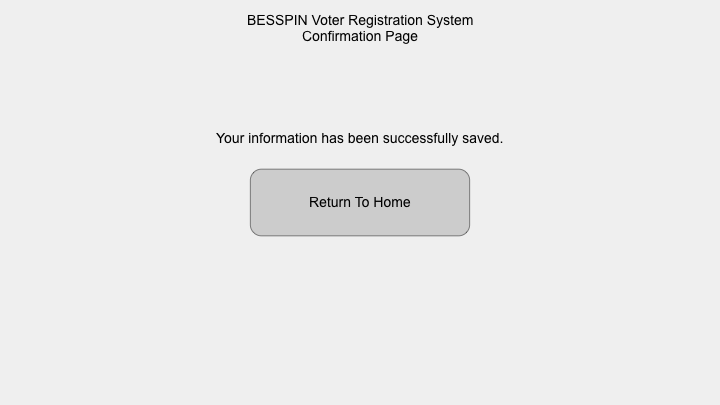 BESSPIN Voter Registration System
Confirmation Page
Your information has been successfully saved.
Return To Home